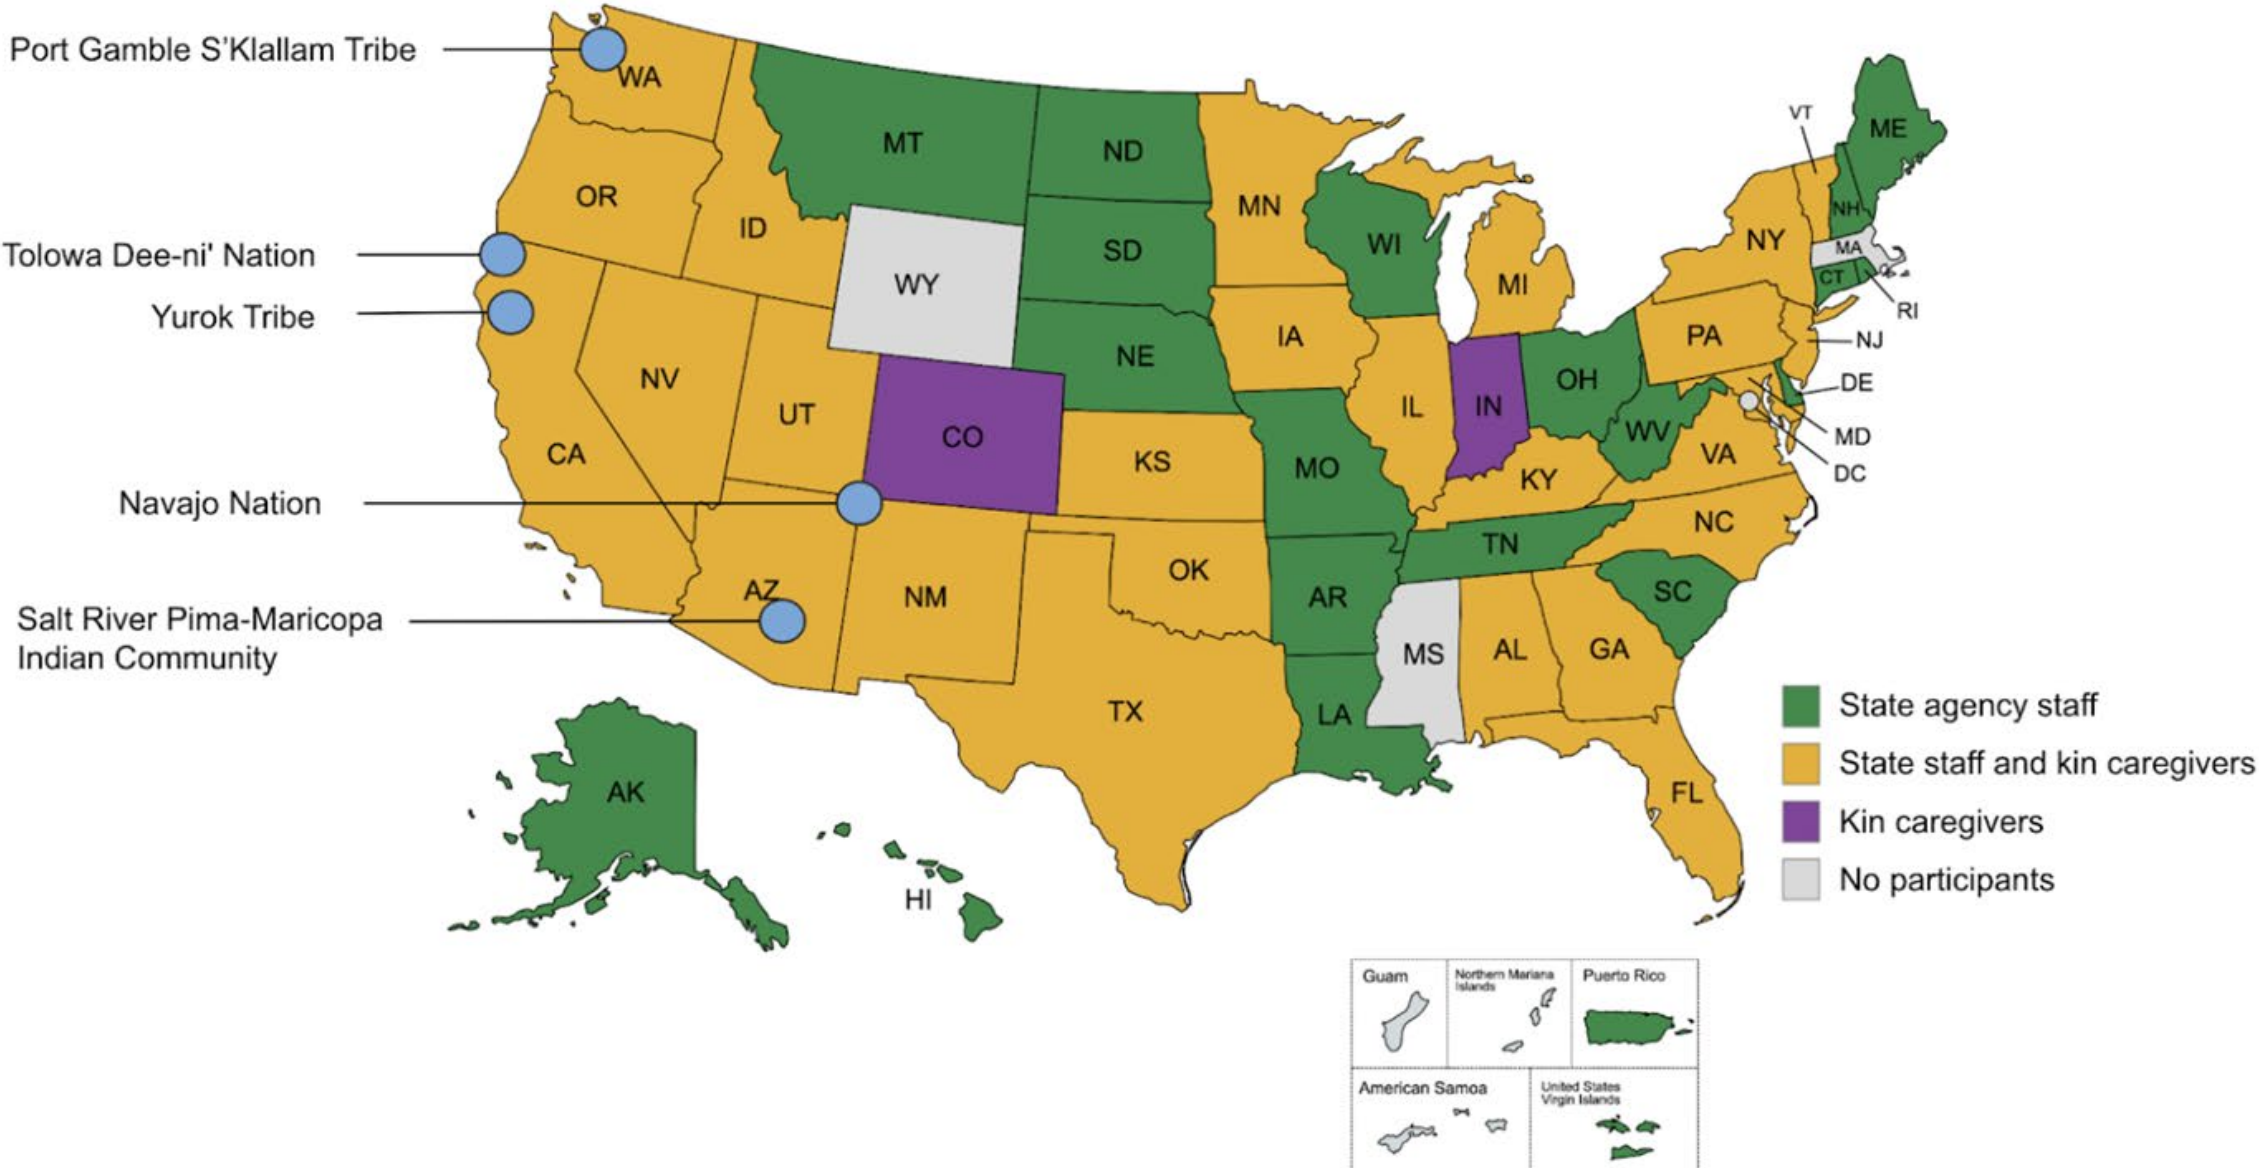 Port Gamble S'Klallam Tribe
WA
MT
ND
MN
VT
ME
OR
ID
SD
WI
MI
NY
NH
MA
CT
RI
Tolowa Dee-ni' Nation
WY
Yurok Tribe
NE
IA
PA
NJ
NV
UT
CO
KS
MO
IL
IN
OH
WV
VA
DE
MD
DC
CA
KY
NC
Navajo Nation
TN
AZ
NM
OK
AR
SC
Salt River Pima-Maricopa
Indian Community
MS
AL
GA
TX
LA
FL
AK
HI
State agency staff
State staff and kin caregivers
Kin caregivers
No participants
Guam
Northern Mariana
Islands
Puerto Rico
American Samoa
United States
Virgin Islands